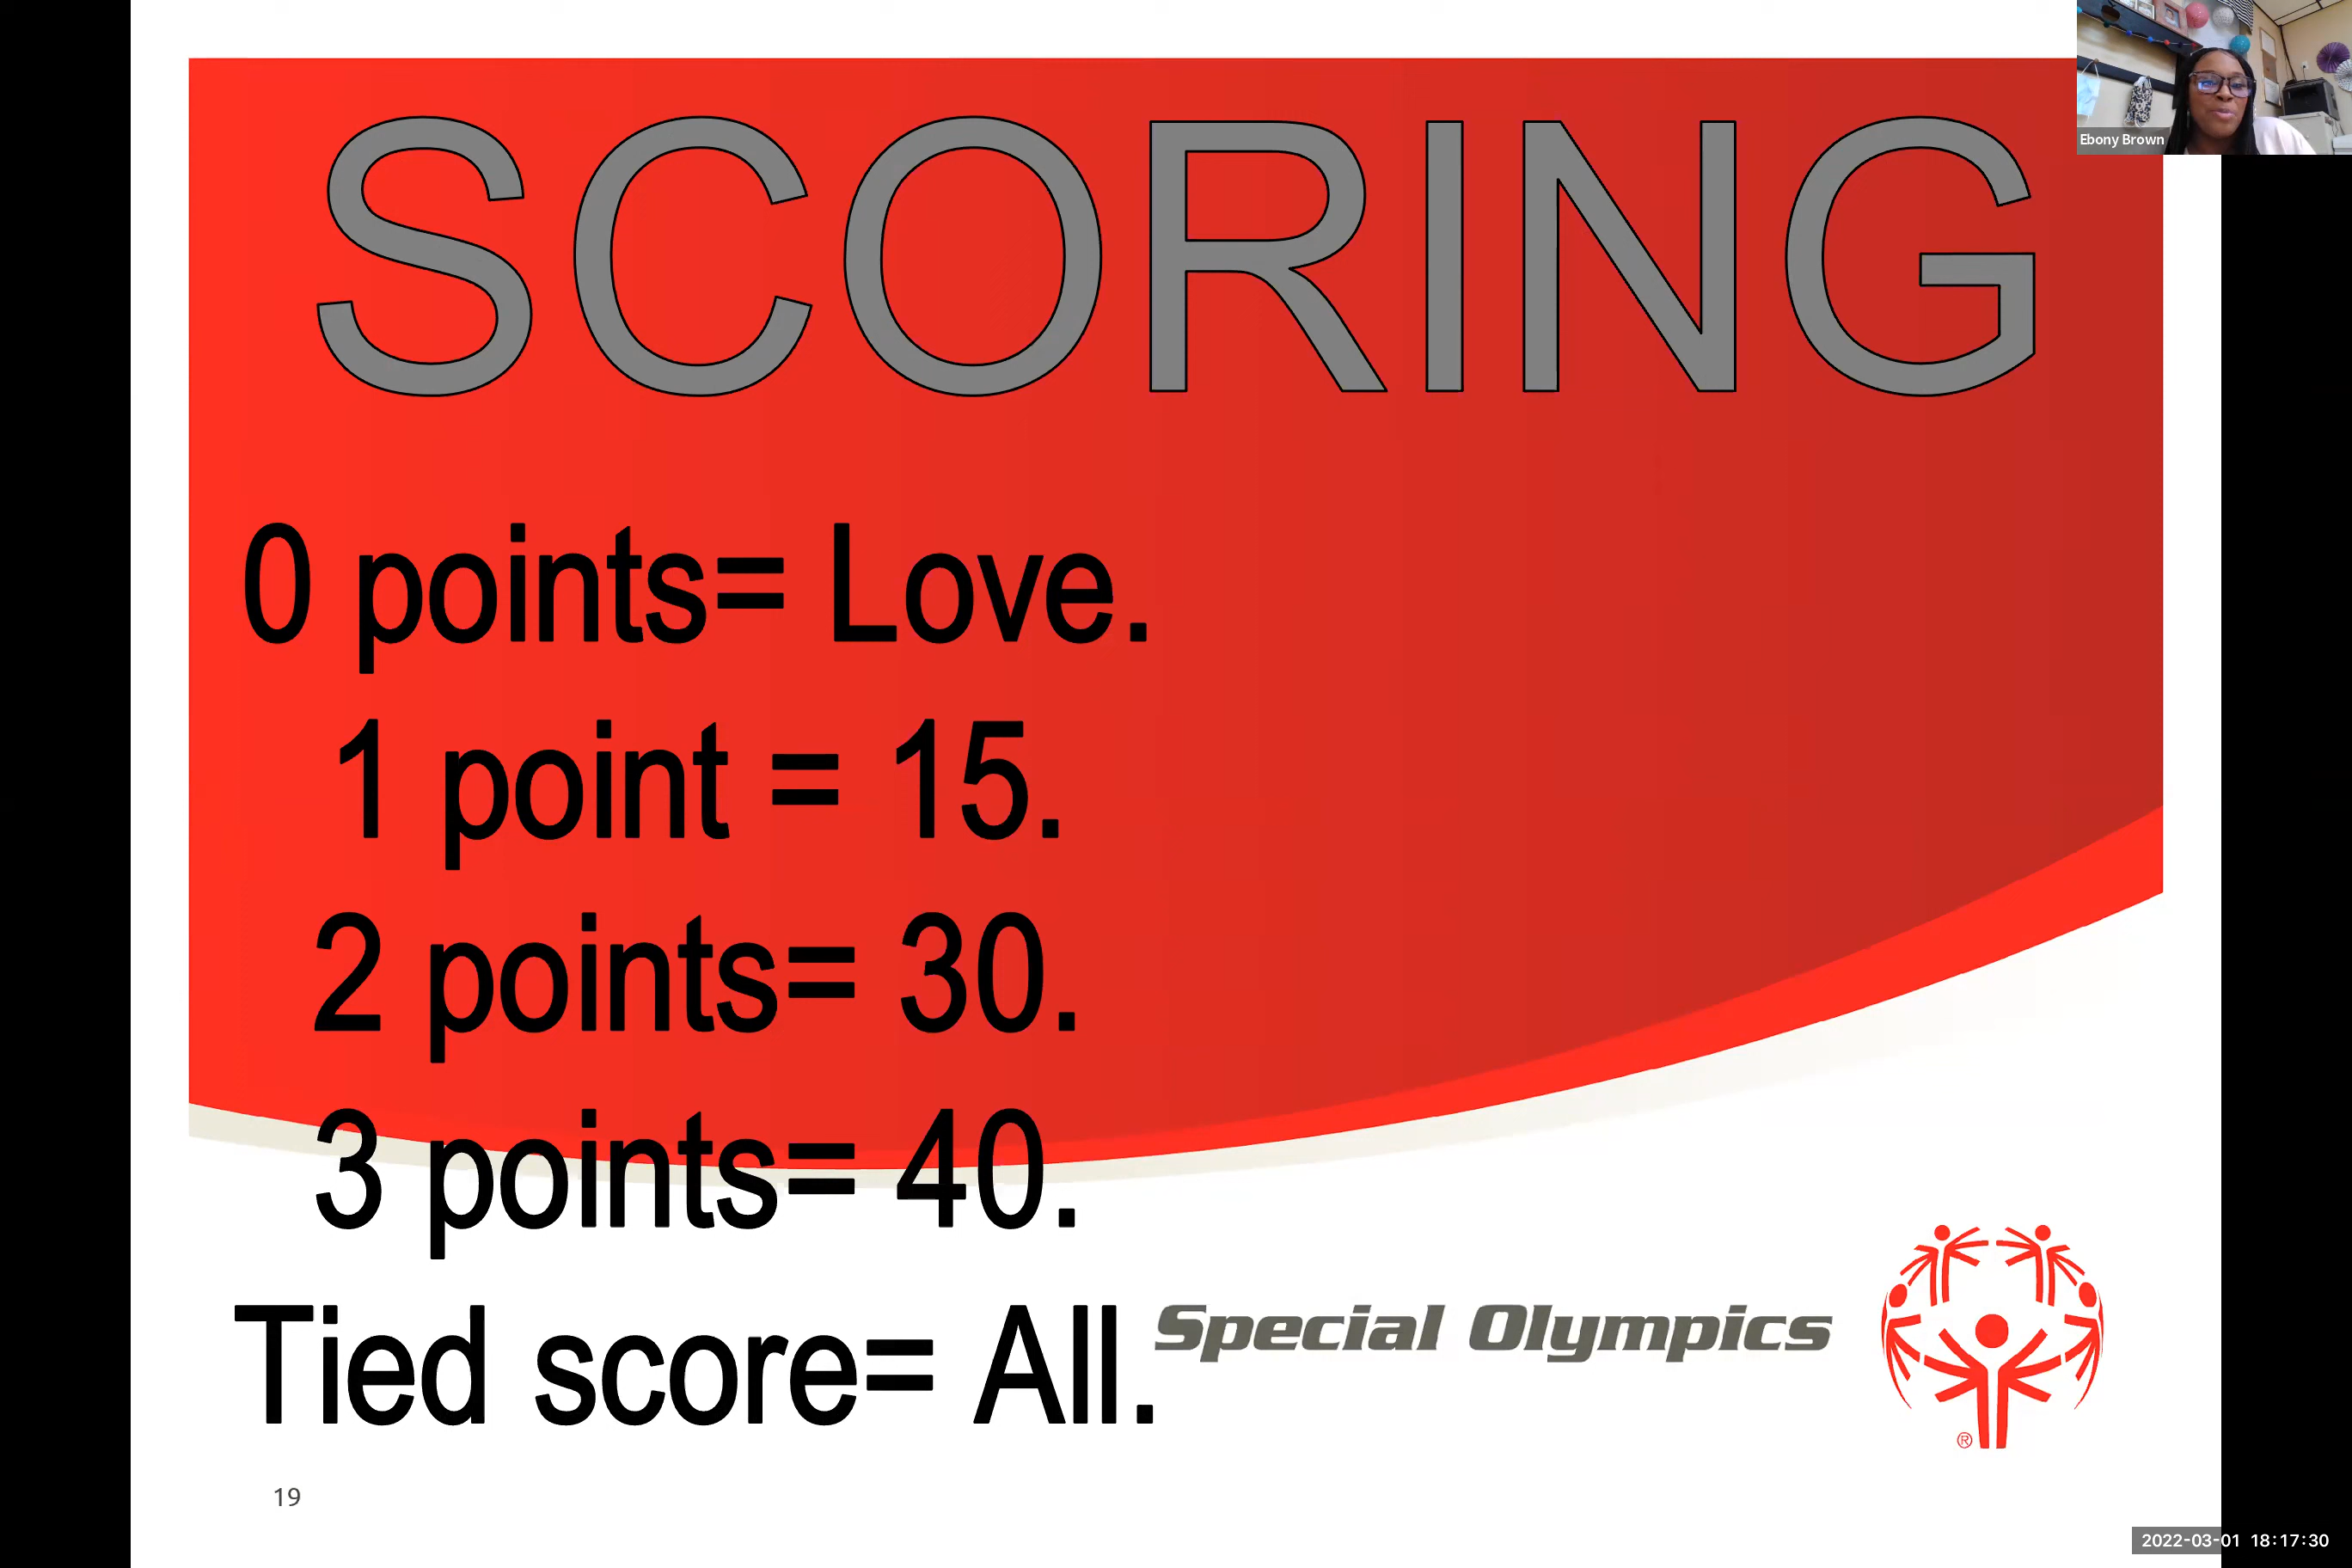 Ebony Brown
SCORING
0 points= Love.
1 point = 15.
2 points= 30.
3 points= 40.
Tied score= All.
Special Olympics
®
19
2022-03-01 18:17:30